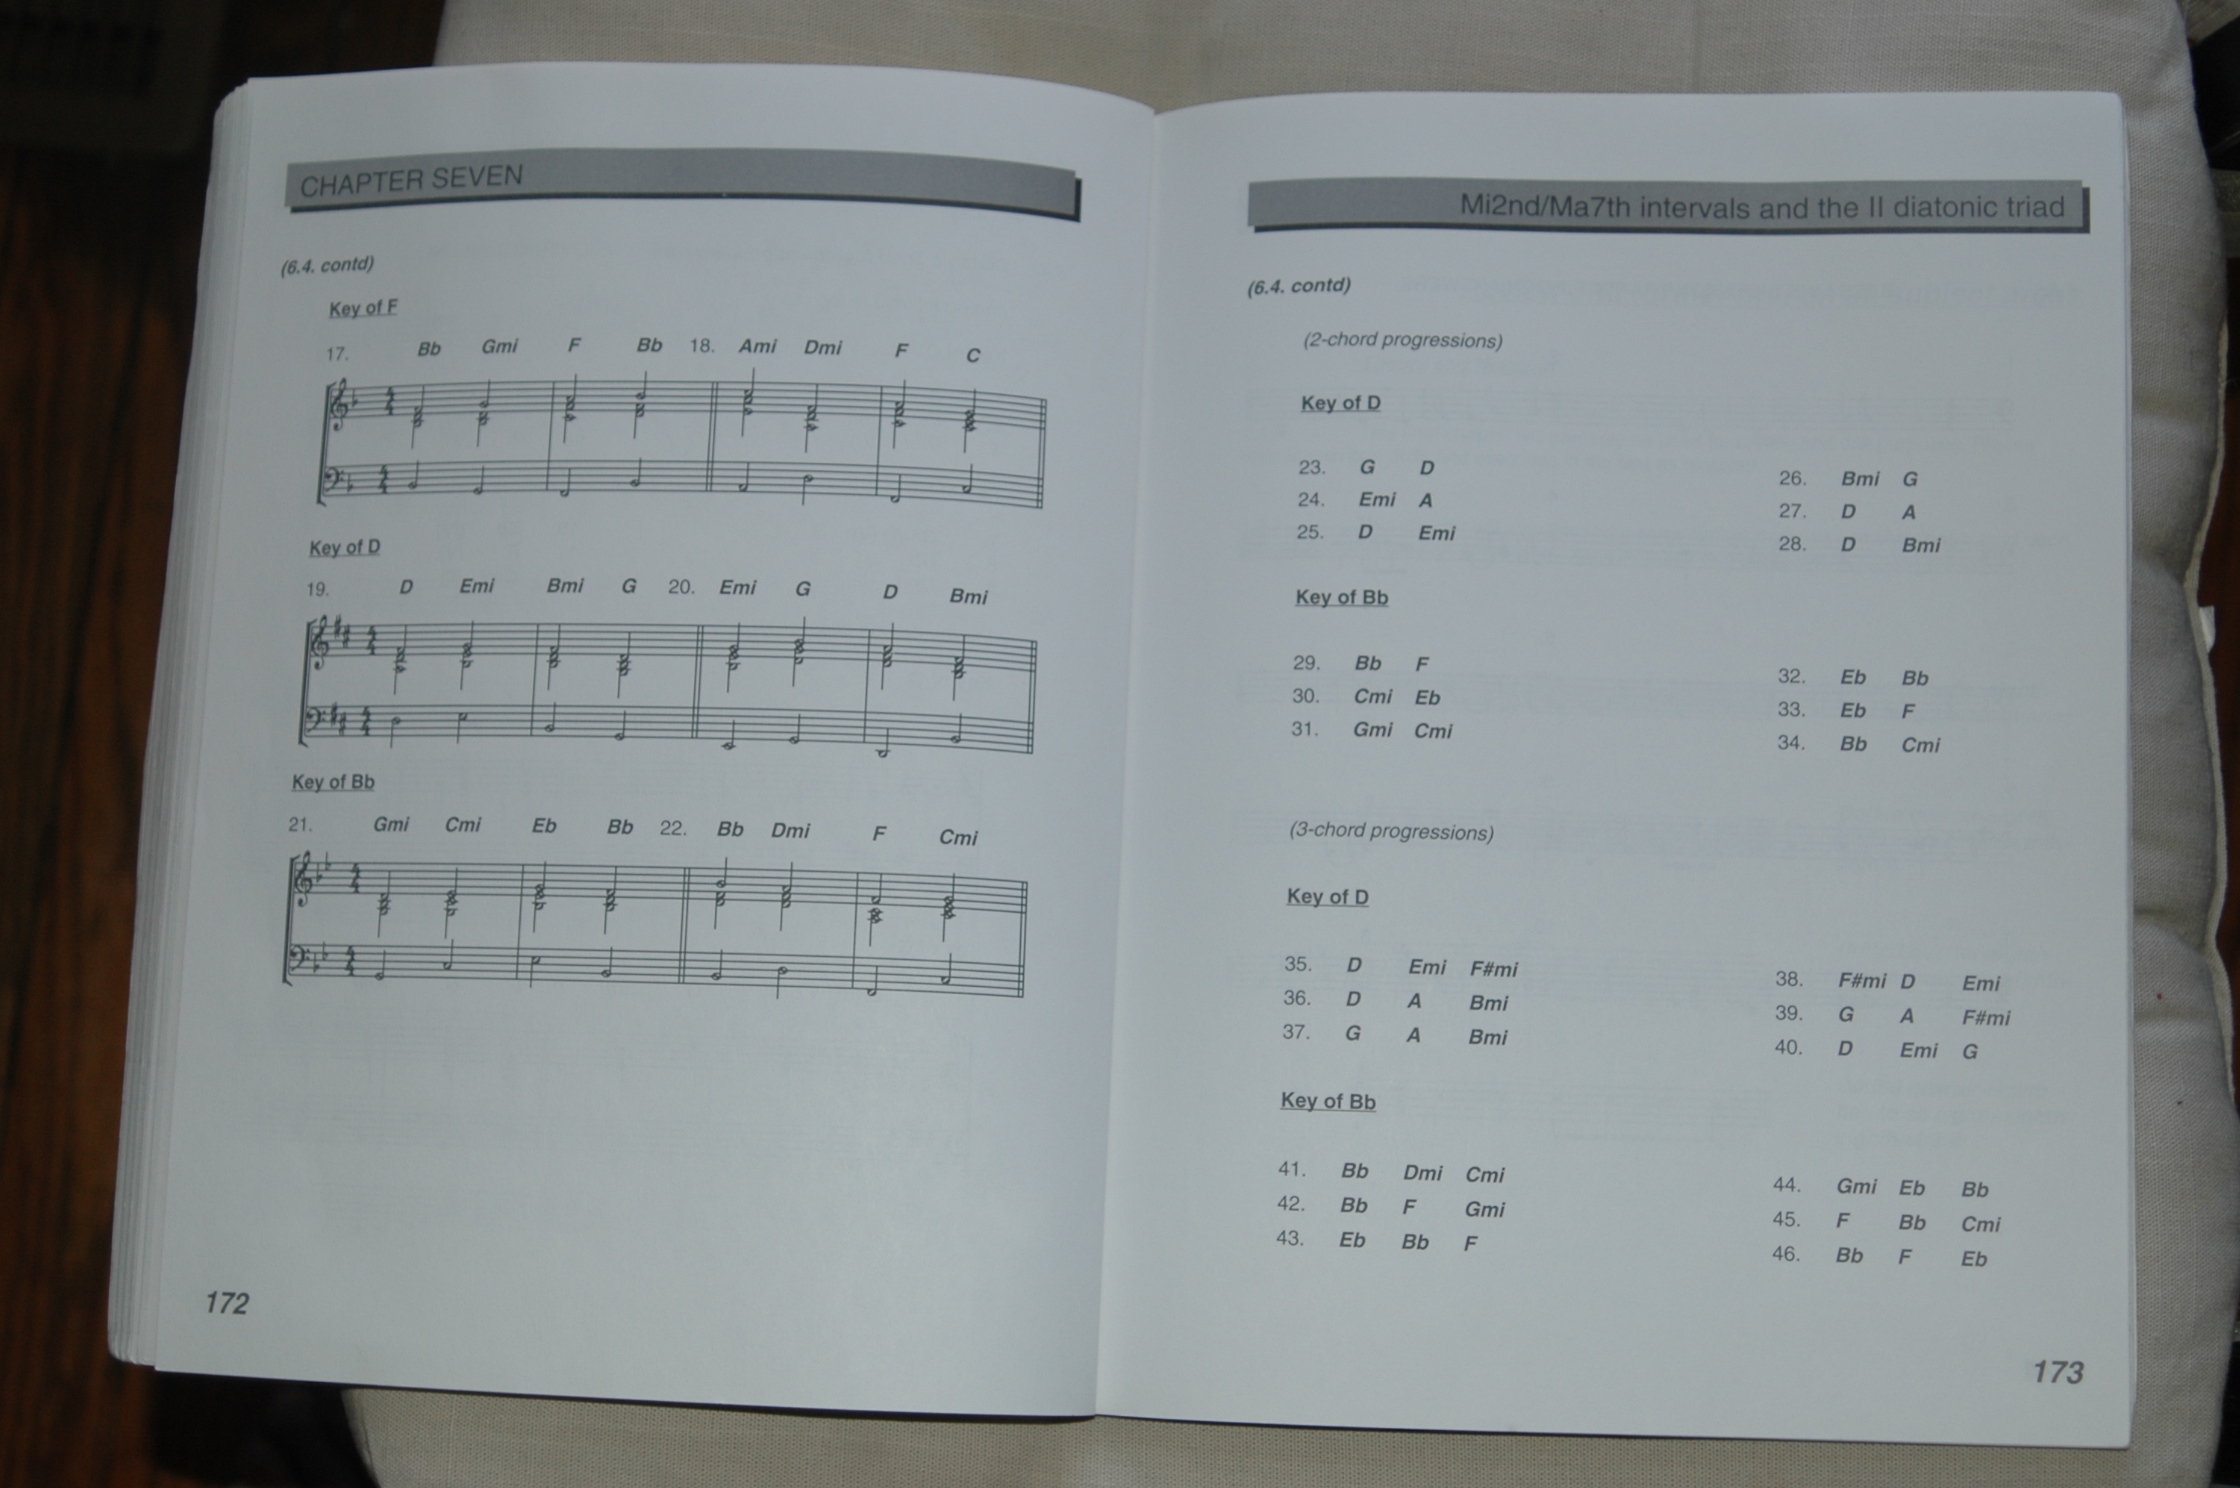 CHAPTER SEVEN
(6.4. contd)
Key of F
17. Bb Gmi F Bb 18. Ami Dmi F C
Key of D
19. D Emi Bmi G 20. Emi G D Bmi
Key of Bb
21. Gmi Cmi Eb Bb 22. Bb Dmi F Cmi
172
Mi2nd/Ma7th intervals and the II diatonic triad
(6.4. contd)
(2-chord progressions)
Key of D
23. G D 26. Bmi G
24. Emi A 27. D A
25. D Emi 28. D Bmi
Key of Bb
29. Bb F 32. Eb Bb
30. Cmi Eb 33. Eb F
31. Gmi Cmi 34. Bb Cmi
(3-chord progressions)
Key of D
35. D Emi F#mi 38. F#mi D Emi
36. D A Bmi 39. G A F#mi
37. G A Bmi 40. D Emi G
Key of Bb
41. Bb Dmi Cmi 44. Gmi Eb Bb
42. Bb F Gmi 45. F Bb Cmi
43. Eb Bb F 46. Bb F Eb
173